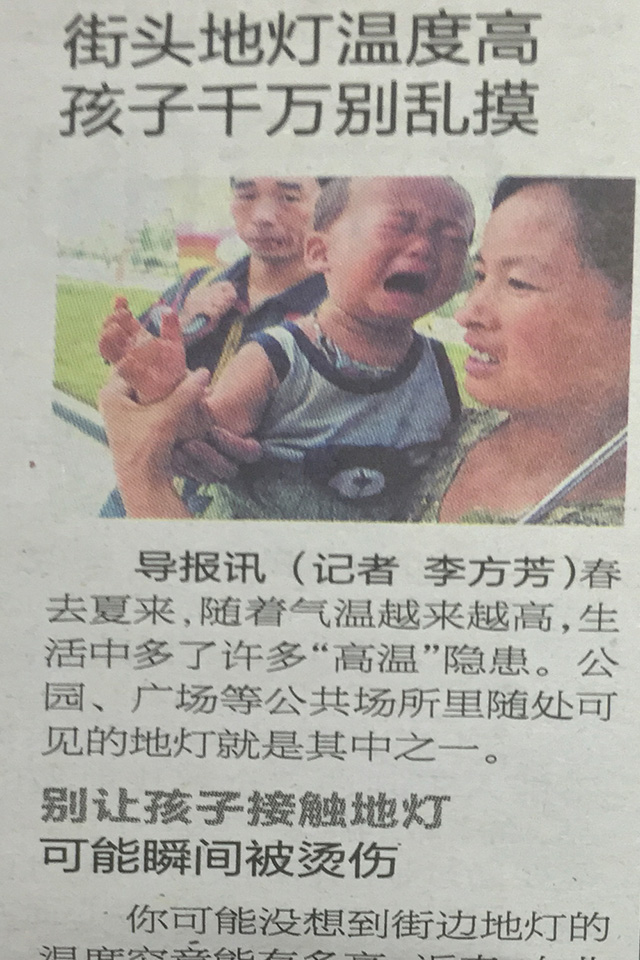 街头地灯温度高
孩子千万别乱摸
导报讯（记者 李方芳）春
去夏来，随着气温越来越高，生
活中多了许多“高温”隐患。公
园、广场等公共场所里随处可
见的地灯就是其中之一。
别让孩子接触地灯
可能瞬间被烫伤
你可能没想到街边地灯的